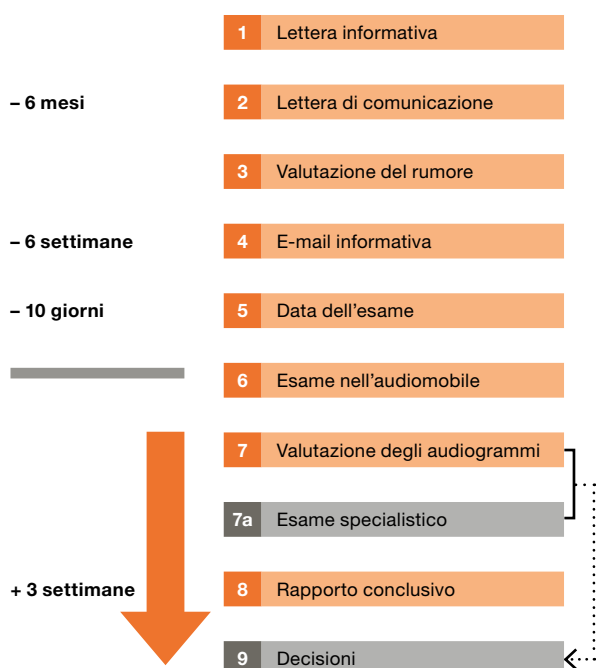 1 Lettera informativa
– 6 mesi 2 Lettera di comunicazione
3 Valutazione del rumore
– 6 settimane 4 E-mail informativa
– 10 giorni 5 Data dell'esame
6 Esame nell'audiomobile
7 Valutazione degli audiogrammi
7a Esame specialistico
+ 3 settimane 8 Rapporto conclusivo
9 Decisioni